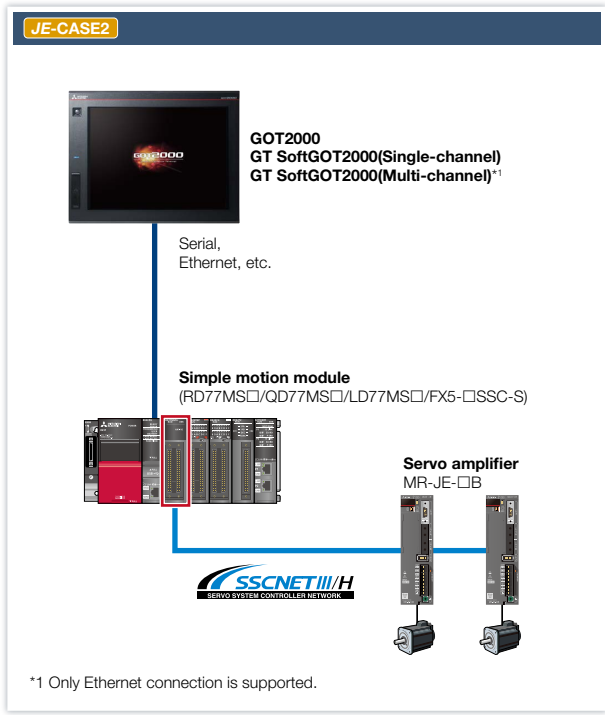 JE-CASE2
GOT2000
GOT2000
GT SoftGOT2000(Single-channel)
GT SoftGOT2000(Multi-channel)*1
Serial,
Ethernet, etc.
Simple motion module
(RD77MS□/QD77MS□/LD77MS□/FX5-□SSC-S)
Servo amplifier
MR-JE-□B
SSCNETIII/H
SERVO SYSTEM CONTROLLER NETWORK
*1 Only Ethernet connection is supported.